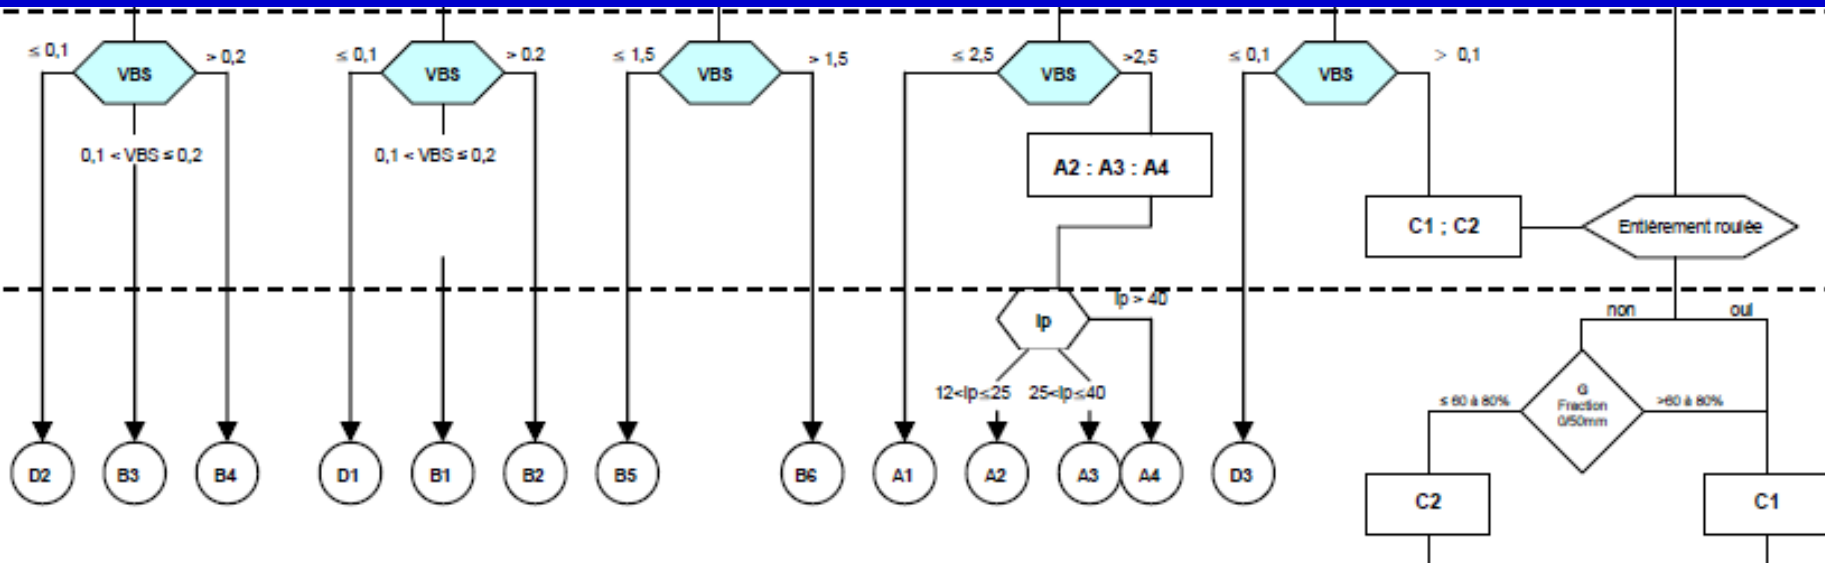 ≤ 0,1
VBS
> 0,2
≤ 0,1
VBS
> 0.2
≤ 1,5
VBS
> 1,5
≤ 2,5
VBS
>2,5
≤ 0,1
VBS
> 0,1
0,1 < VBS ≤ 0,2
0,1 < VBS ≤ 0,2
A2 : A3 : A4
C1 ; C2
Entièrement roulée
Ip > 40
Ip
non
oui
12<Ip≤25
25<Ip≤40
≤ 60 à 80%
G
Fraction
0/50mm
>60 à 80%
D2
B3
B4
D1
B1
B2
B5
B6
A1
A2
A3
A4
D3
C2
C1